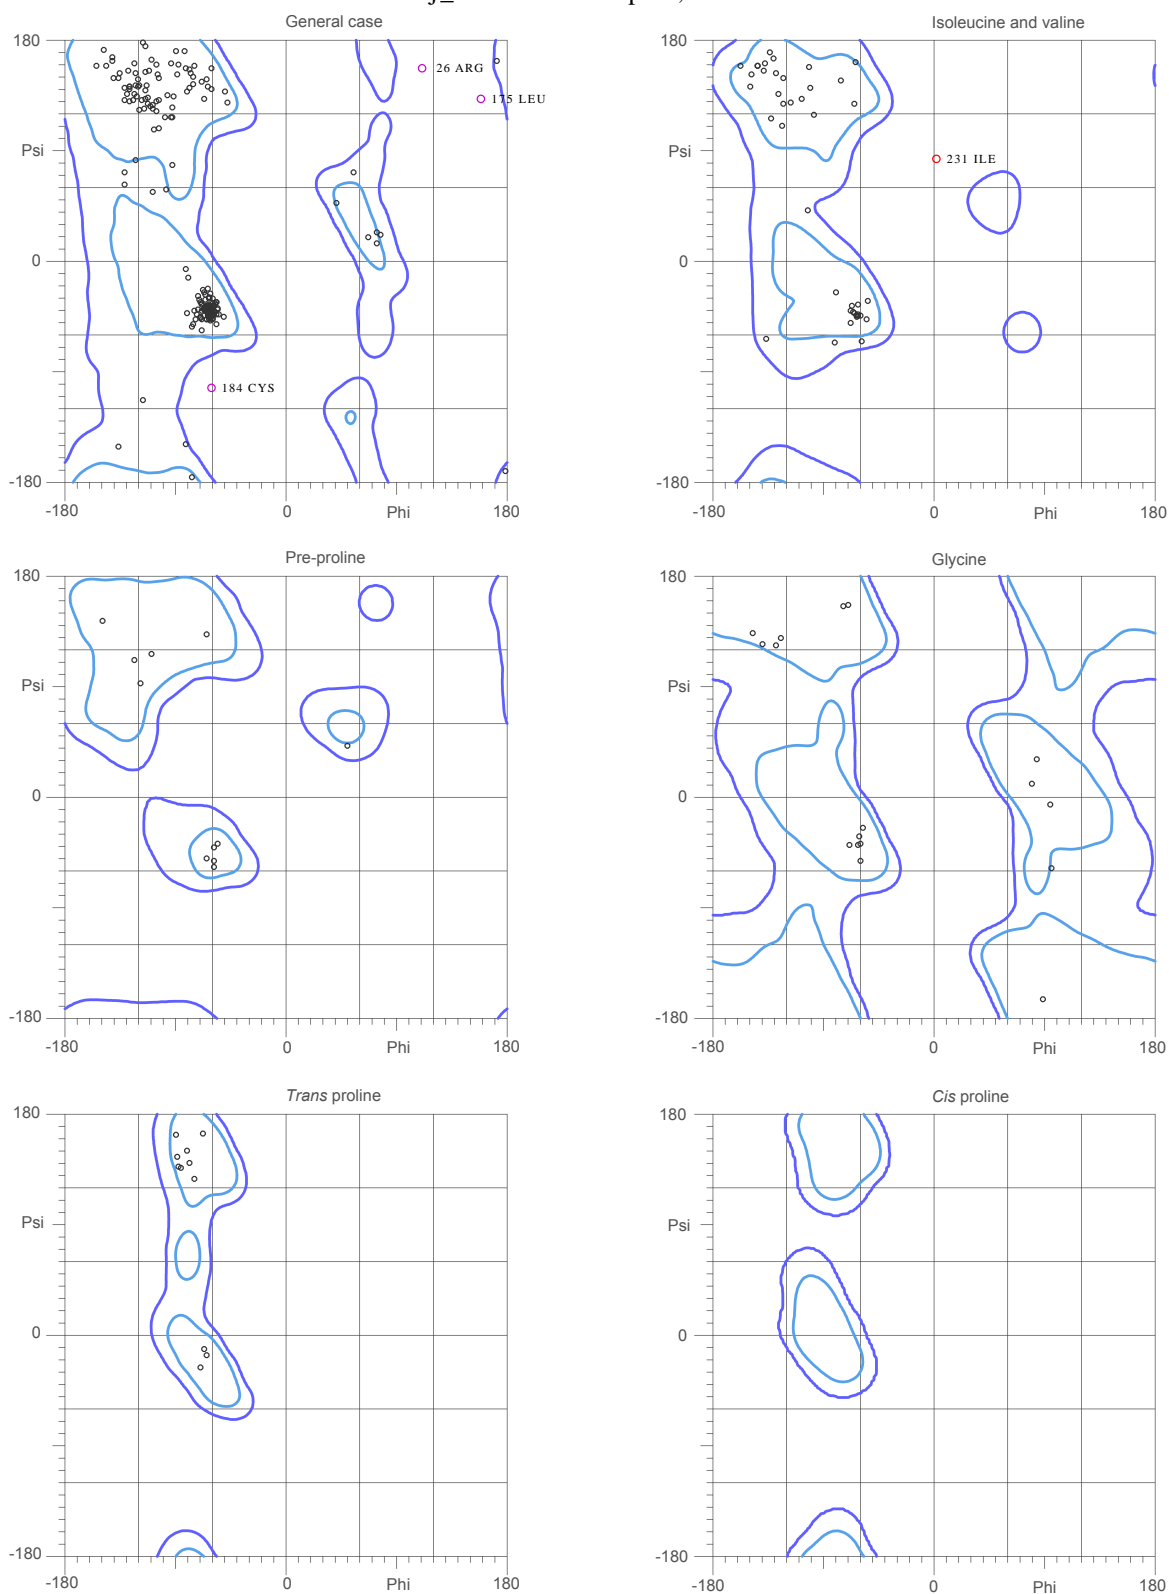 General case
180
Psi
0
-180
-180
0
Phi
180
26 ARG
175 LEU
184 CYS
Isoleucine and valine
180
Psi
0
-180
-180
0
Phi
180
231 ILE
Pre-proline
180
Psi
0
-180
-180
0
Phi
180
Glycine
180
Psi
0
-180
-180
0
Phi
180
Trans proline
180
Psi
0
-180
-180
0
Phi
180
Cis proline
180
Psi
0
-180
-180
0
Phi
180